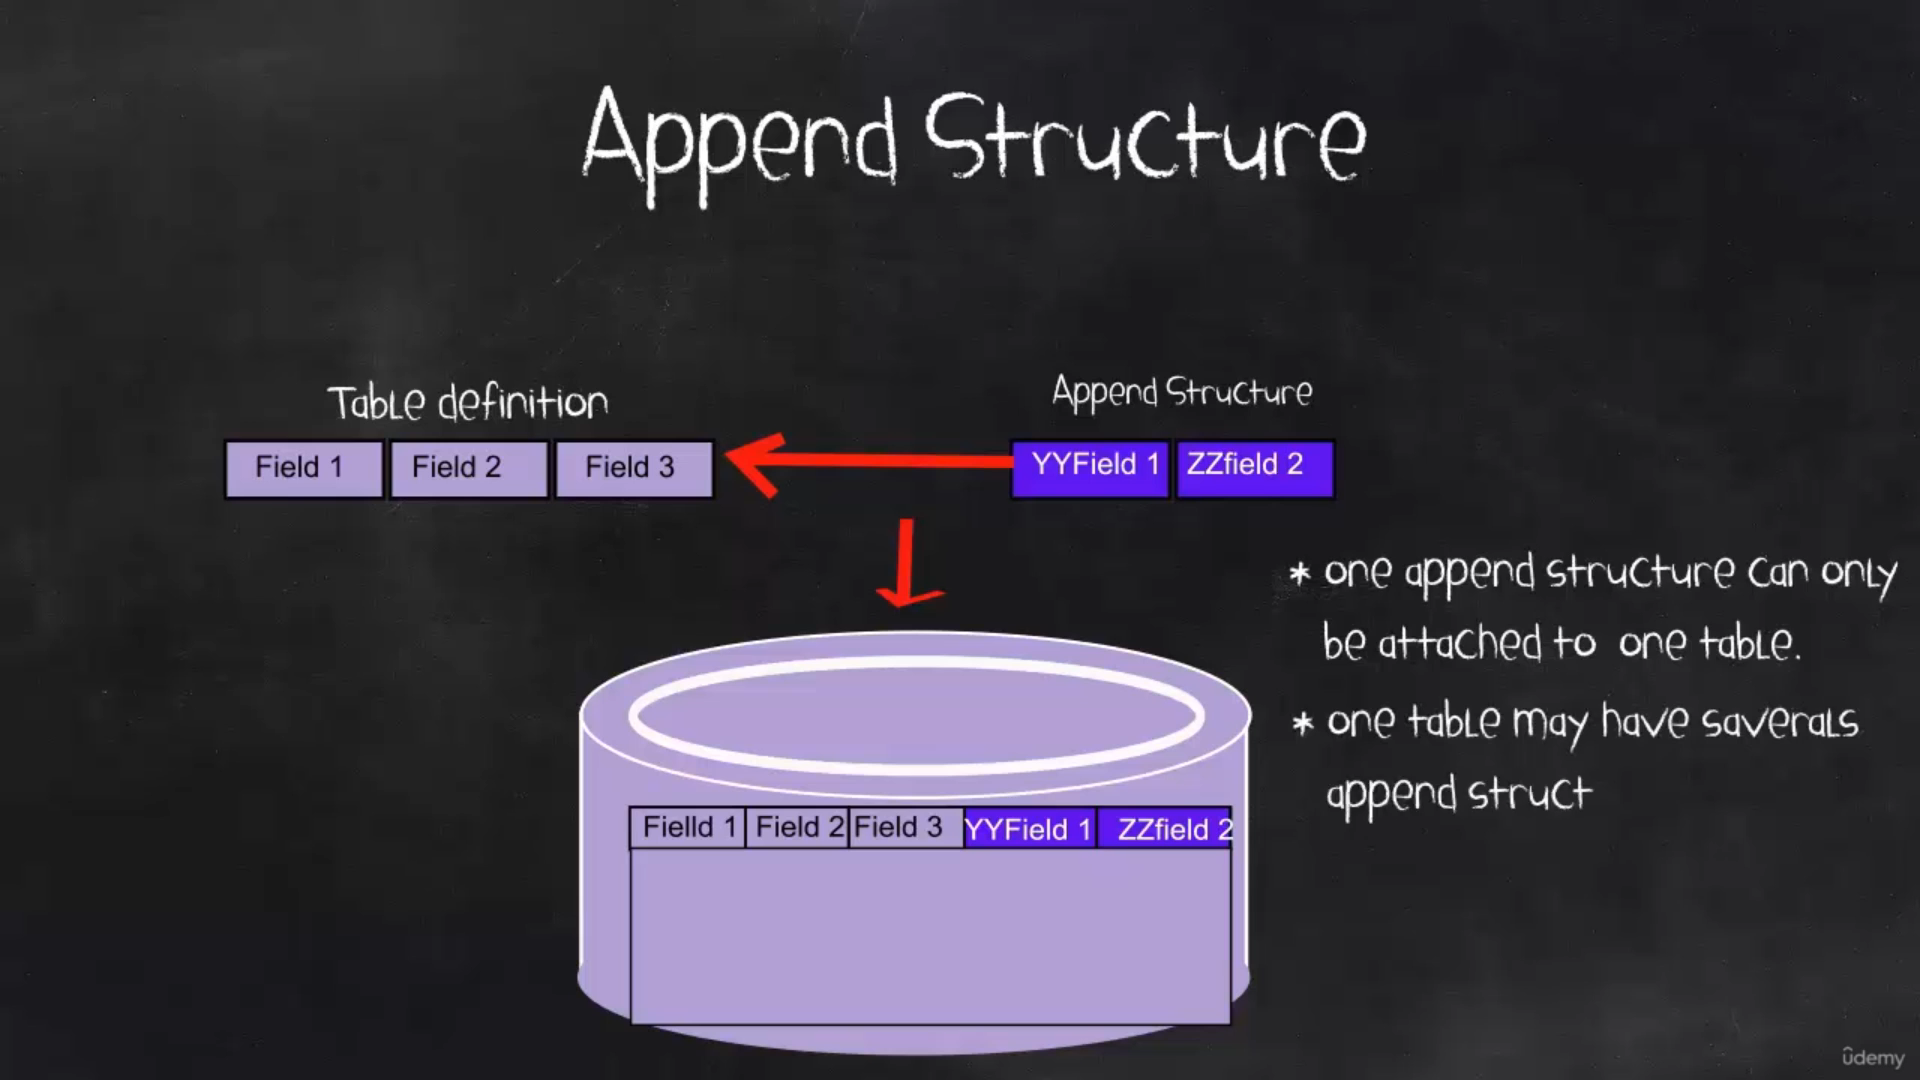 Append Structure
Table definition
Append Structure
Field 1 Field 2 Field 3
YYField 1 ZZfield 2
* one append structure can only
be attached to one table.
* one table may have saverals
append struct
Fielld 1 Field 2 Field 3 YYField 1 ZZfield 2
ûdemy